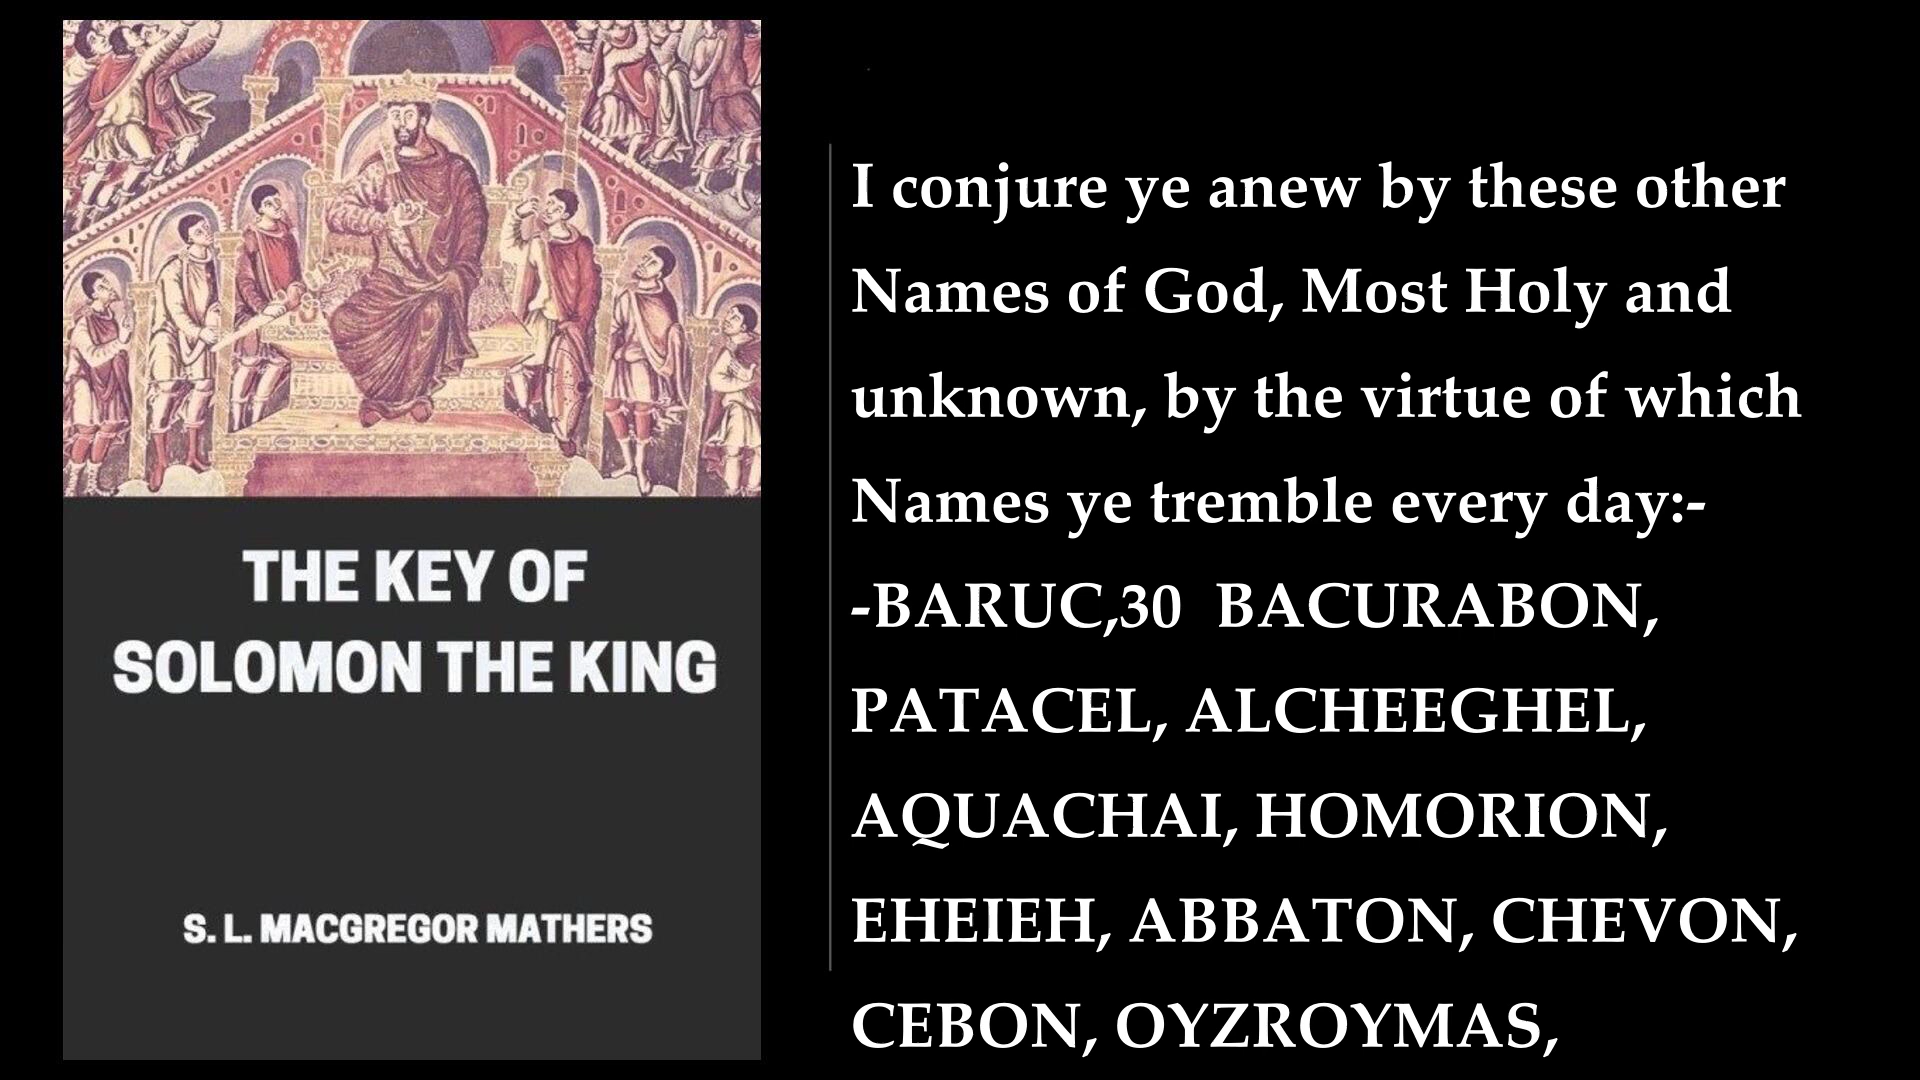 THE KEY OF
SOLOMON THE KING
S. L. MACGREGOR MATHERS
I conjure ye anew by these other
Names of God, Most Holy and
unknown, by the virtue of which
Names ye tremble every day:-
-BARUC,30 BACURABON,
PATACEL, ALCHEEGHEL,
AQUACHAI, HOMORION,
EHEIEH, ABBATON, CHEVON,
CEBON, OYZROYMAS,